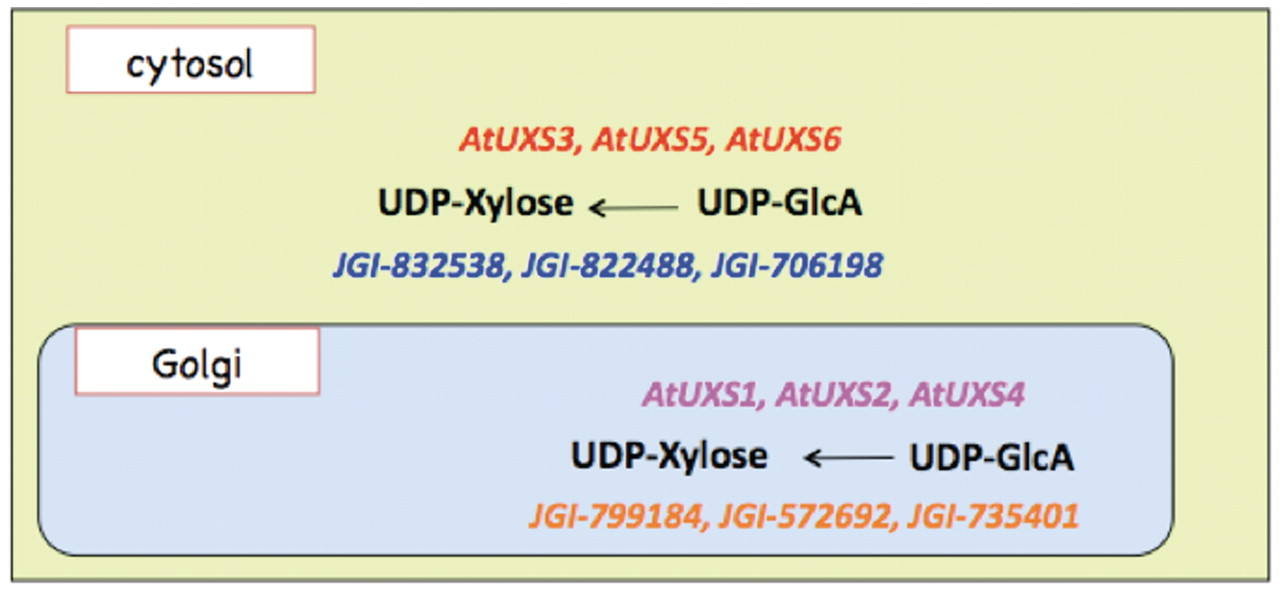 cytosol
AtUXS3, AtUXS5, AtUXS6
UDP-Xylose ← UDP-GlcA
JGI-832538, JGI-822488, JGI-706198
Golgi
AtUXS1, AtUXS2, AtUXS4
UDP-Xylose ← UDP-GlcA
JGI-799184, JGI-572692, JGI-735401